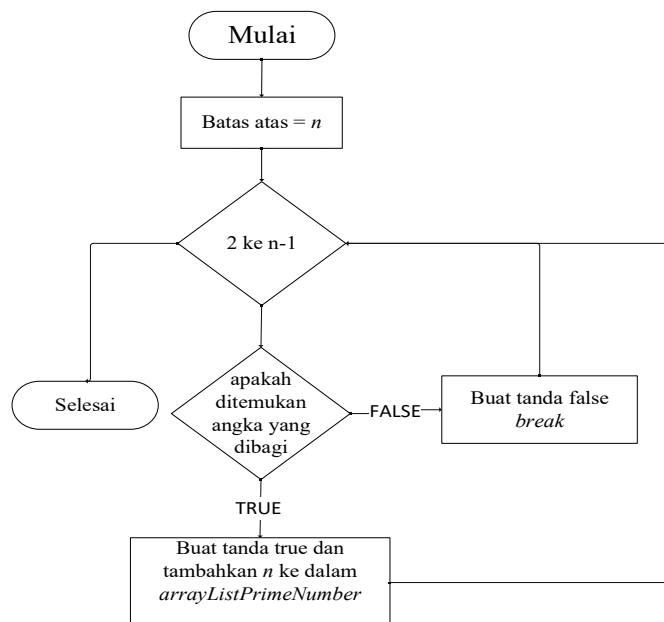 Mulai
Batas atas = n
2 ke n-1
apakah
ditemukan
angka yang
dibagi
FALSE
Buat tanda false
break
Selesai
TRUE
Buat tanda true dan
tambahkan n ke dalam
arrayListPrimeNumber